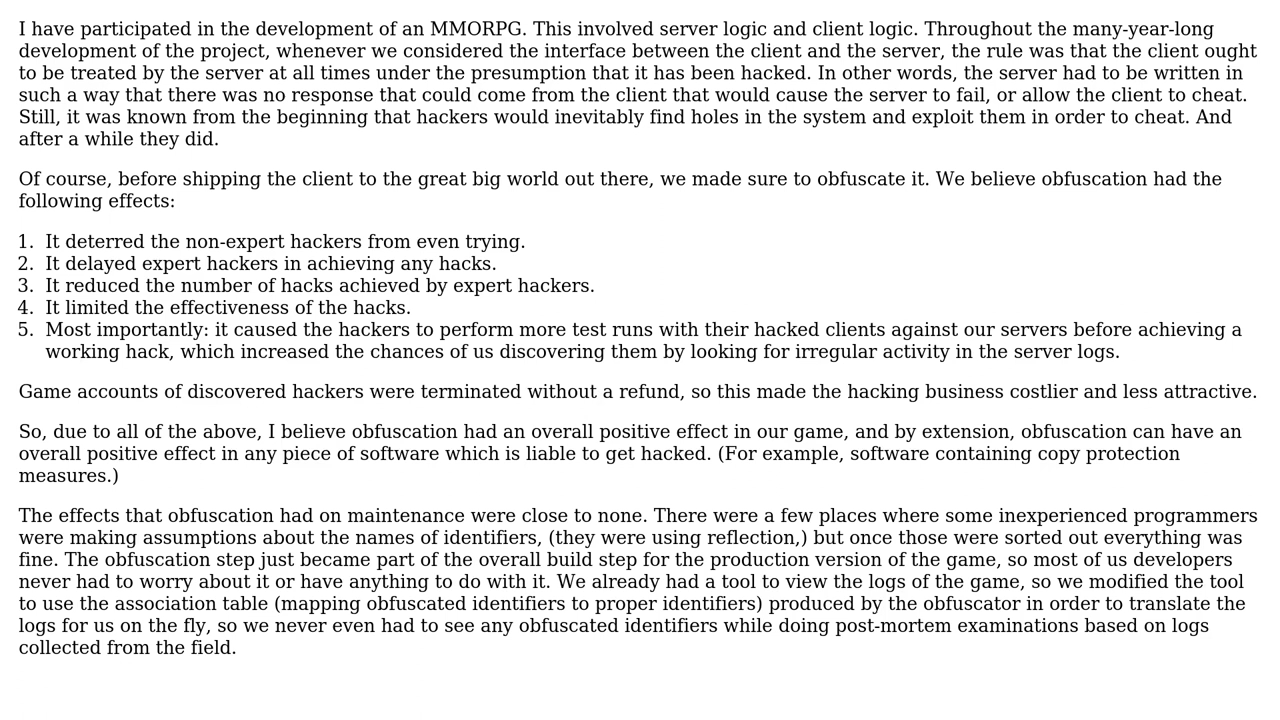 I have participated in the development of an MMORPG. This involved server logic and client logic. Throughout the many-year-long
development of the project, whenever we considered the interface between the client and the server, the rule was that the client ought
to be treated by the server at all times under the presumption that it has been hacked. In other words, the server had to be written in
such a way that there was no response that could come from the client that would cause the server to fail, or allow the client to cheat.
Still, it was known from the beginning that hackers would inevitably find holes in the system and exploit them in order to cheat. And
after a while they did.
Of course, before shipping the client to the great big world out there, we made sure to obfuscate it. We believe obfuscation had the
following effects:
1. It deterred the non-expert hackers from even trying.
2. It delayed expert hackers in achieving any hacks.
3. It reduced the number of hacks achieved by expert hackers.
4. It limited the effectiveness of the hacks.
5. Most importantly: it caused the hackers to perform more test runs with their hacked clients against our servers before achieving a
working hack, which increased the chances of us discovering them by looking for irregular activity in the server logs.
Game accounts of discovered hackers were terminated without a refund, so this made the hacking business costlier and less attractive.
So, due to all of the above, I believe obfuscation had an overall positive effect in our game, and by extension, obfuscation can have an
overall positive effect in any piece of software which is liable to get hacked. (For example, software containing copy protection
measures.)
The effects that obfuscation had on maintenance were close to none. There were a few places where some inexperienced programmers
were making assumptions about the names of identifiers, (they were using reflection,) but once those were sorted out everything was
fine. The obfuscation step just became part of the overall build step for the production version of the game, so most of us developers
never had to worry about it or have anything to do with it. We already had a tool to view the logs of the game, so we modified the tool
to use the association table (mapping obfuscated identifiers to proper identifiers) produced by the obfuscator in order to translate the
logs for us on the fly, so we never even had to see any obfuscated identifiers while doing post-mortem examinations based on logs
collected from the field.